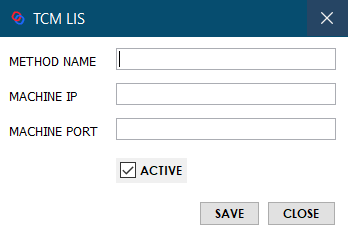 TCM LIS
METHOD NAME
MACHINE IP
MACHINE PORT
ACTIVE
SAVE CLOSE